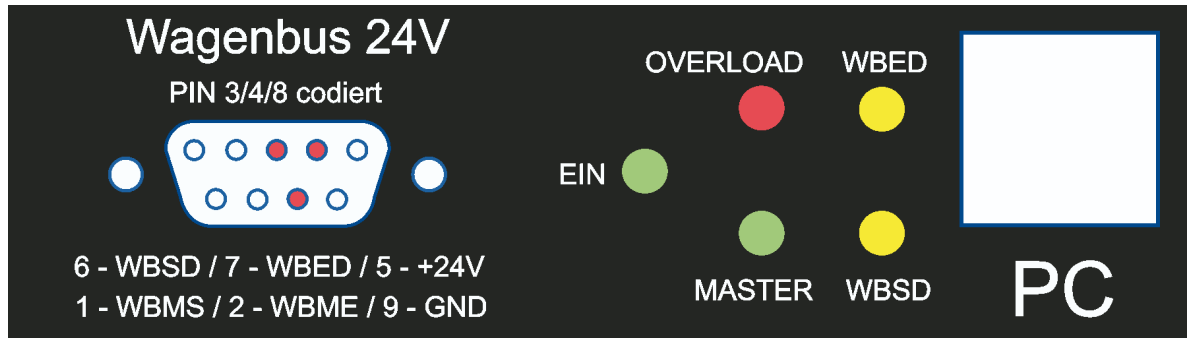 Wagenbus 24V
PIN 3/4/8 codiert
6 - WBSD / 7 - WBED / 5 - +24V
1 - WBMS / 2 - WBME / 9 - GND
OVERLOAD
WBED
EIN
MASTER
WBSD
PC